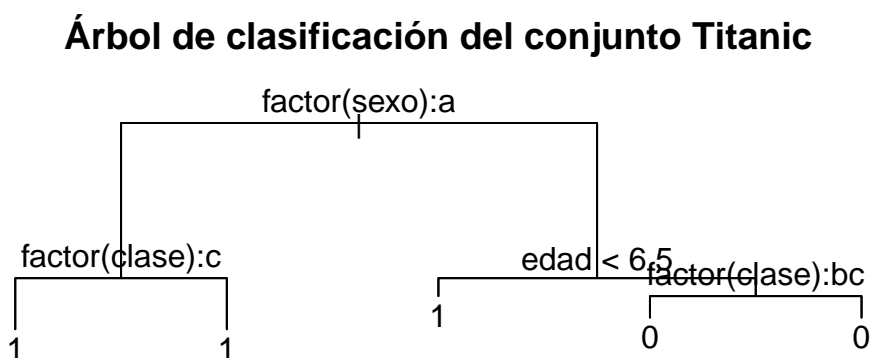 Árbol de clasificación del conjunto Titanic
factor(sexo):a
factor(clase):c
edad < 6.5
factor(clase):bc
1
1
1
0
0